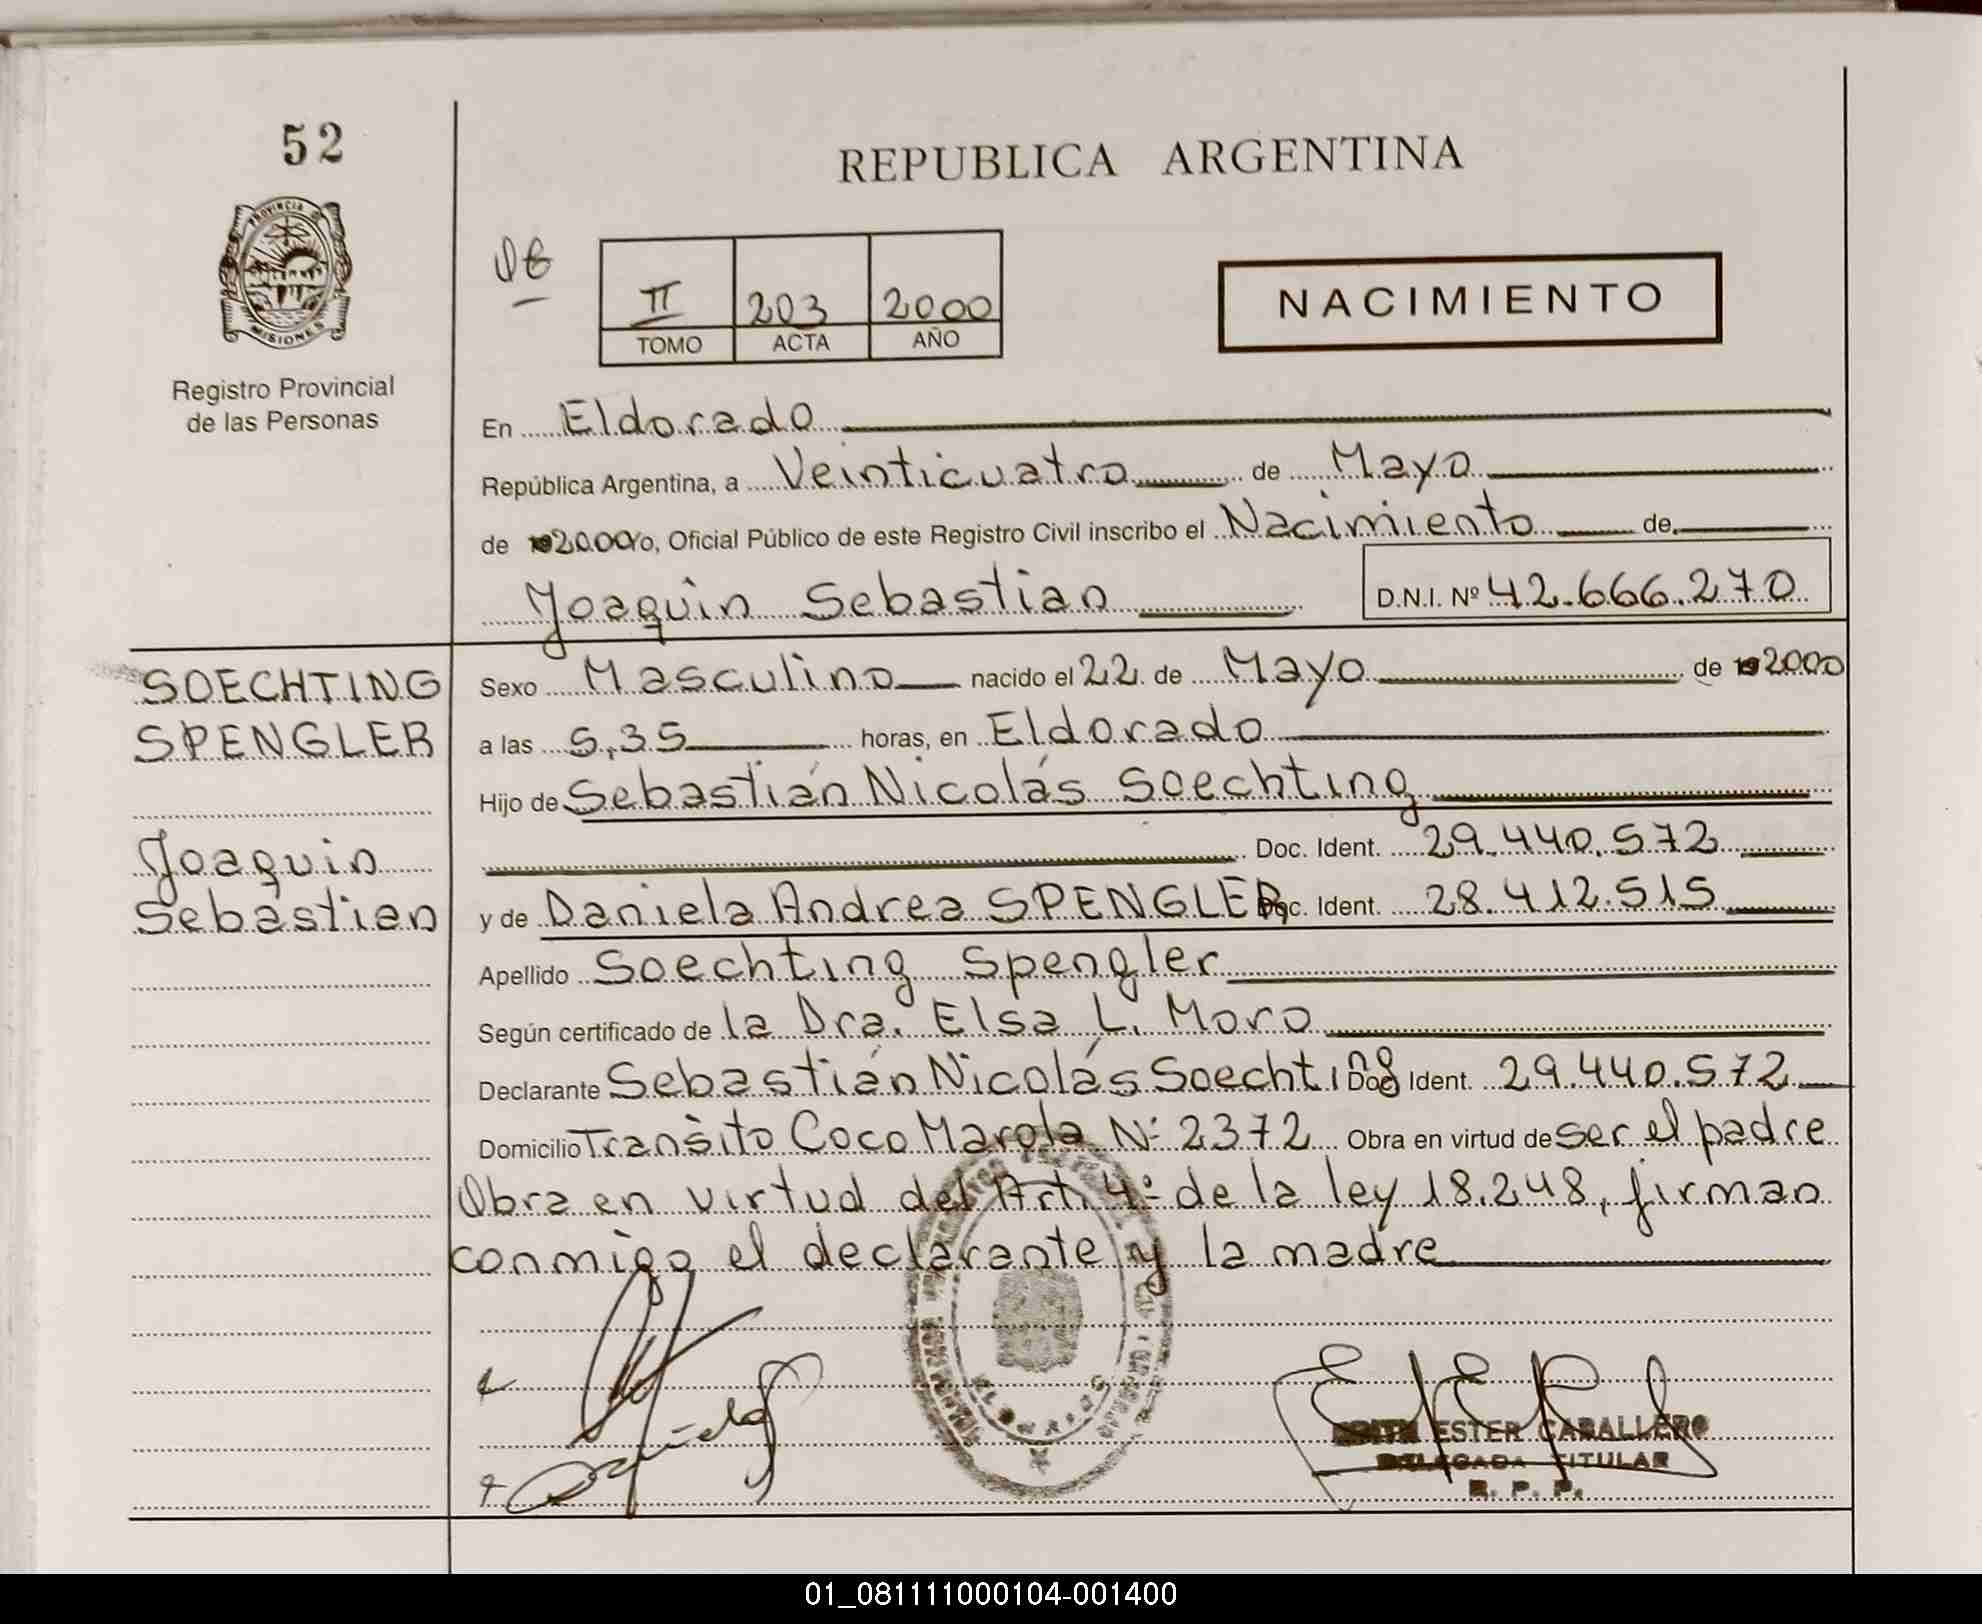 52
REPUBLICA ARGENTINA
PROVINCIA D
MISIONES
Registro Provincial
de las Personas
II 203 2000
TOMO ACTA AÑO
NACIMIENTO
En Eldorado
República Argentina, a Veinticuatro de Mayo
de 2000 Yo, Oficial Público de este Registro Civil inscribo el Nacimiento de
Joaquin Sebastian D.N.I. Nº 42.666.270
SOECHTING
SPENGLER
Joaquin
Sebastian
Sexo Masculino nacido el 22 de Mayo de 2000
a las 5,35 horas, en Eldorado
Hijo de Sebastián Nicolás Soechting
Doc. Ident. 29.440.572
y de Daniela Andrea SPENGLER Doc. Ident. 28.412.515
Apellido Soechting Spengler
Según certificado de la Dra. Elsa L. Moro
Declarante Sebastián Nicolás Soechting Doc Ident. 29.440.572
Domicilio Transito Coco Marola Nº 2372 Obra en virtud de ser el padre
Obra en virtud del Art. 4º de la ley 18.248, firman
conmigo el declarante y la madre
ESTER CABALLERO
DELEGADA TITULAR
R. P. P.
01_081111000104-001400